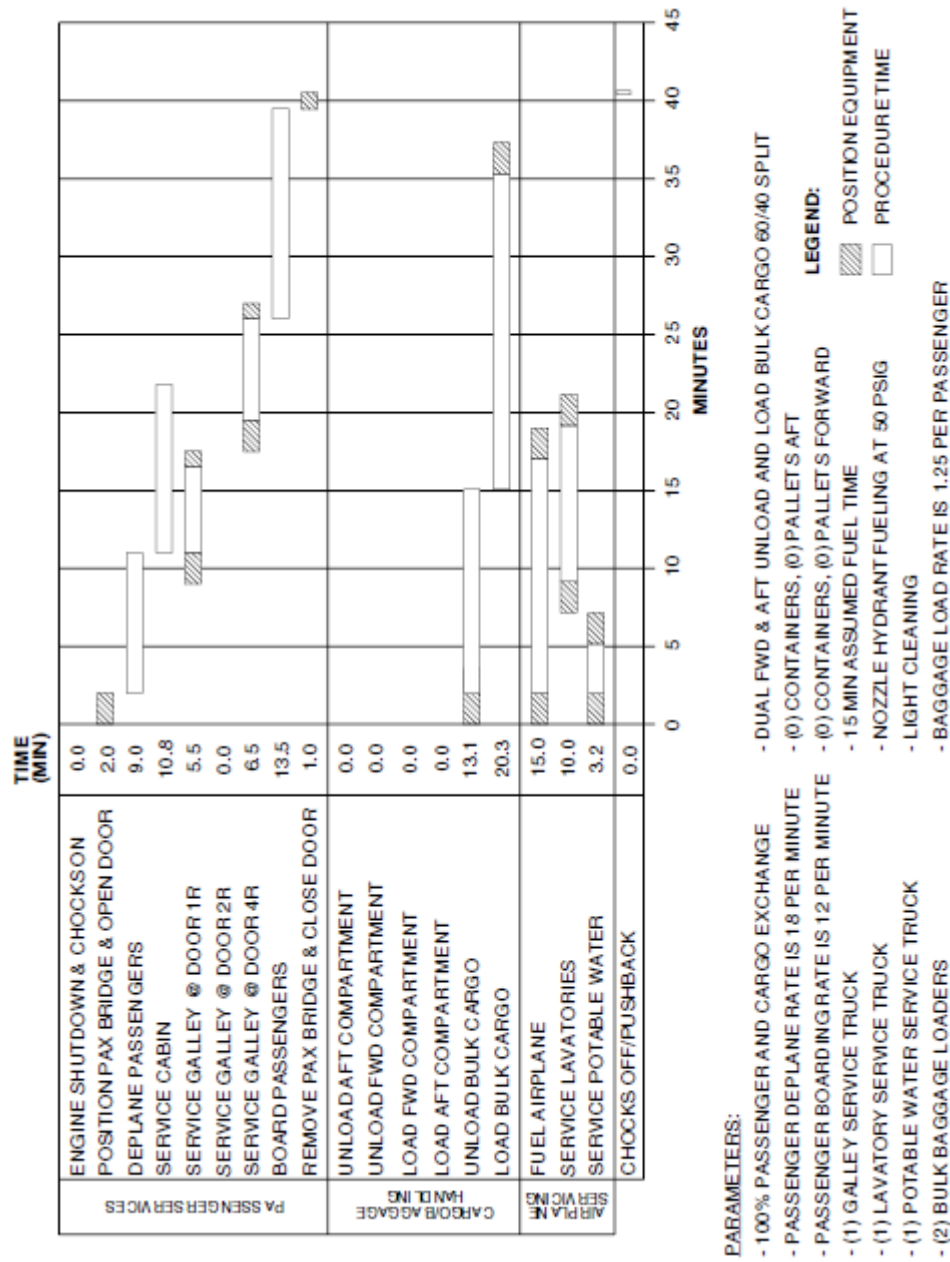 TIME
(MIN)
PASSENGER SERVICES
ENGINE SHUTDOWN & CHOCKS ON 0.0
POSITION PAX BRIDGE & OPEN DOOR 2.0
DEPLANE PASSENGERS 9.0
SERVICE CABIN 10.8
SERVICE GALLEY @ DOOR 1R 5.5
SERVICE GALLEY @ DOOR 2R 0.0
SERVICE GALLEY @ DOOR 4R 6.5
BOARD PASSENGERS 13.5
REMOVE PAX BRIDGE & CLOSE DOOR 1.0
CARGO/BAGGAGE
HANDLING
UNLOAD AFT COMPARTMENT 0.0
UNLOAD FWD COMPARTMENT 0.0
LOAD FWD COMPARTMENT 0.0
LOAD AFT COMPARTMENT 0.0
UNLOAD BULK CARGO 13.1
LOAD BULK CARGO 20.3
AIRPLANE
SERVICING
FUEL AIRPLANE 15.0
SERVICE LAVATORIES 10.0
SERVICE POTABLE WATER 3.2
CHOCKS OFF/PUSHBACK 0.0
0 5 10 15 20 25 30 35 40 45
MINUTES
PARAMETERS:
- 100% PASSENGER AND CARGO EXCHANGE
- PASSENGER DEPLANE RATE IS 18 PER MINUTE
- PASSENGER BOARDING RATE IS 12 PER MINUTE
- (1) GALLEY SERVICE TRUCK
- (1) LAVATORY SERVICE TRUCK
- (1) POTABLE WATER SERVICE TRUCK
- (2) BULK BAGGAGE LOADERS
- DUAL FWD & AFT UNLOAD AND LOAD BULK CARGO 60/40 SPLIT
- (0) CONTAINERS, (0) PALLETS AFT
- (0) CONTAINERS, (0) PALLETS FORWARD
- 15 MIN ASSUMED FUEL TIME
- NOZZLE HYDRANT FUELING AT 50 PSIG
- LIGHT CLEANING
- BAGGAGE LOAD RATE IS 1.25 PER PASSENGER
LEGEND:
POSITION EQUIPMENT
PROCEDURE TIME